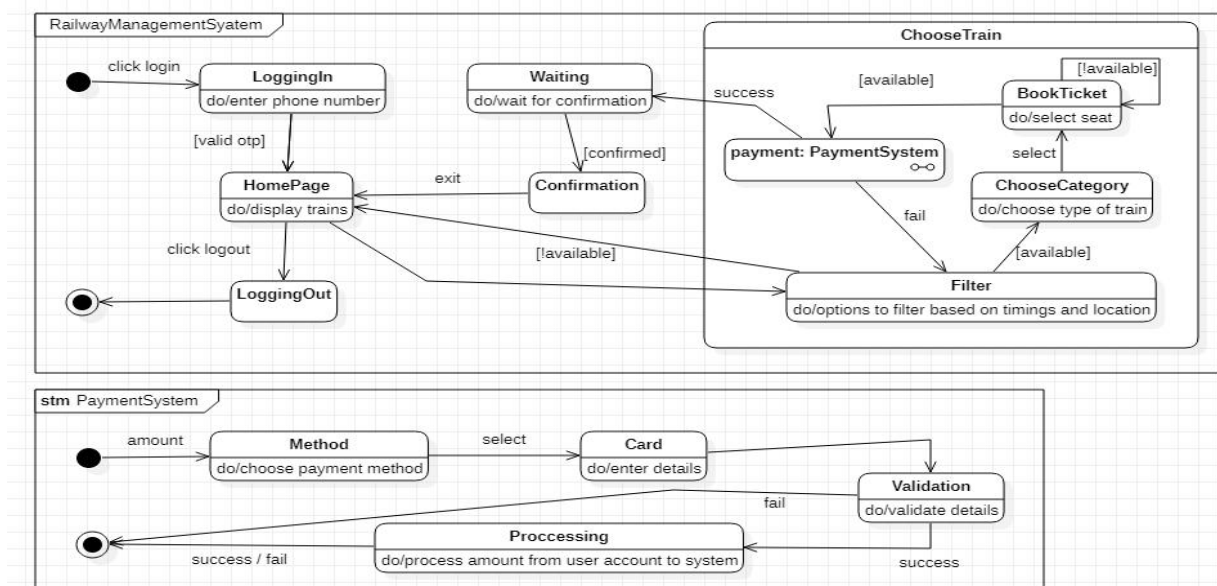 RailwayManagementSyatem
click login
LoggingIn
do/enter phone number
[valid otp]
HomePage
do/display trains
click logout
LoggingOut
Waiting
do/wait for confirmation
[confirmed]
Confirmation
exit
success
[!available]
ChooseTrain
[available]
[!available]
BookTicket
do/select seat
payment: PaymentSystem
select
ChooseCategory
do/choose type of train
fail
[available]
Filter
do/options to filter based on timings and location
stm PaymentSystem
amount
Method
do/choose payment method
select
Card
do/enter details
Validation
do/validate details
fail
success
Proccessing
do/process amount from user account to system
success / fail